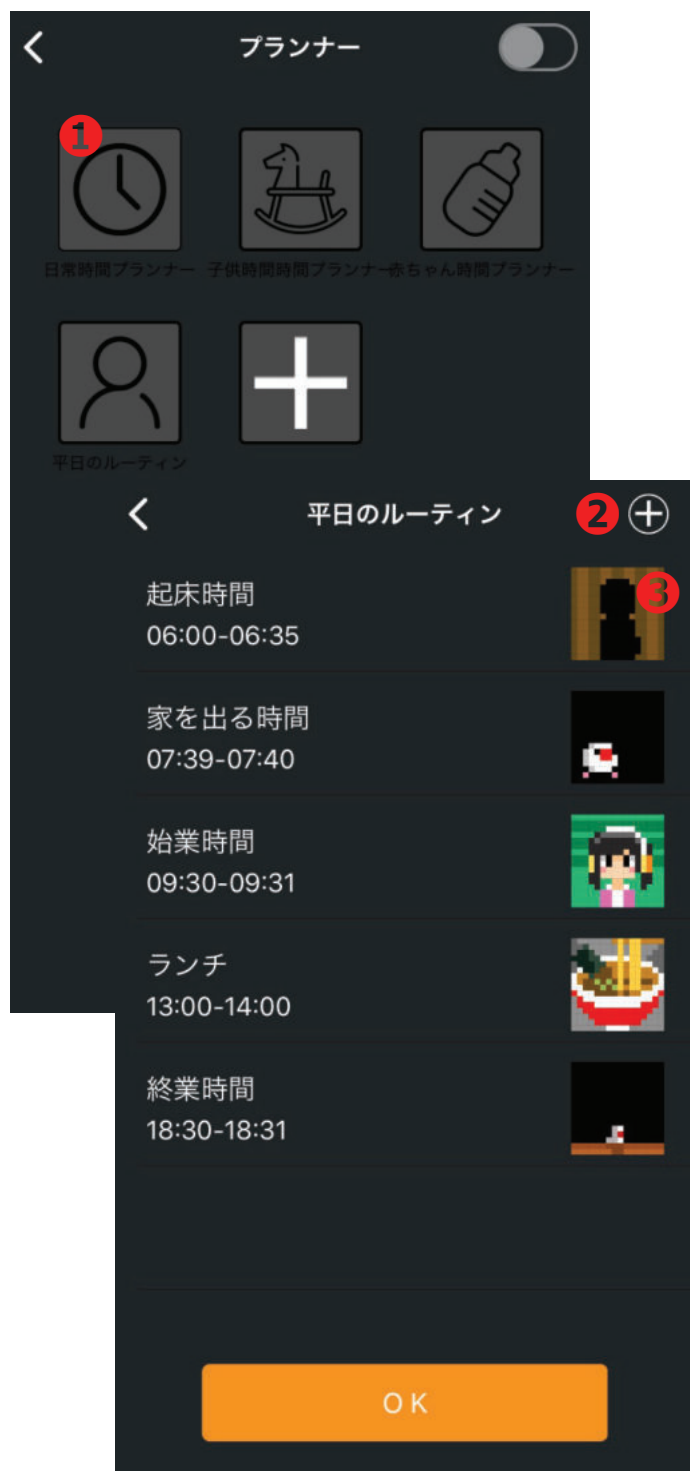 プランナー
1
日常時間プランナー 子供時間時間プランナー赤ちゃん時間プランナー
平日のルーティン
平日のルーティン 2
起床時間 3
06:00-06:35
家を出る時間
07:39-07:40
始業時間
09:30-09:31
ランチ
13:00-14:00
終業時間
18:30-18:31
OK